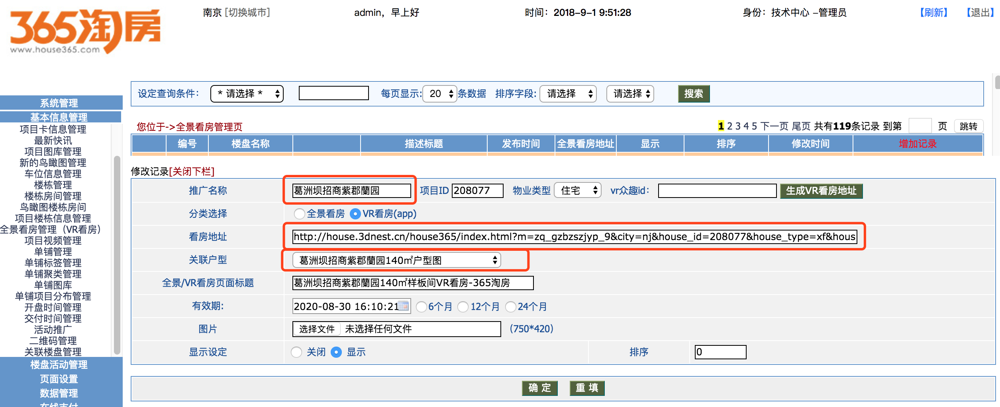 365淘房
www.house365.com
南京 [切换城市] admin，早上好 时间：2018-9-1 9:51:28 身份：技术中心 -管理员 【刷新】 【退出】
系统管理
基本信息管理
项目卡信息管理
最新快讯
项目图库管理
新的鸟瞰图管理
车位信息管理
楼栋管理
楼栋房间管理
鸟瞰图楼栋房间
项目楼栋信息管理
全景看房管理（VR看房）
项目视频管理
单铺管理
单铺标签管理
单铺聚类管理
单铺图库
单铺项目分布管理
开盘时间管理
交付时间管理
活动推广
二维码管理
关联楼盘管理
楼盘活动管理
页面设置
数据管理
在线支付
设定查询条件： * 请选择 * 每页显示: 20 条数据 排序字段: 请选择 请选择 搜索
您位于->全景看房管理页 1 2 3 4 5 下一页 尾页 共有119条记录 到第 页 跳转
编号 楼盘名称 描述标题 发布时间 全景看房地址 显示 排序 修改时间 增加记录
修改记录[关闭下栏]
推广名称 葛洲坝招商紫郡蘭园 项目ID 208077 物业类型 住宅 vr众趣id： 生成VR看房地址
分类选择 全景看房 VR看房(app)
看房地址 http://house.3dnest.cn/house365/index.html?m=zq_gzbzszjyp_9&city=nj&house_id=208077&house_type=xf&hous
关联户型 葛洲坝招商紫郡蘭园140㎡户型图
全景/VR看房页面标题 葛洲坝招商紫郡蘭园140㎡样板间VR看房-365淘房
有效期: 2020-08-30 16:10:21 6个月 12个月 24个月
图片 选择文件 未选择任何文件 (750*420)
显示设定 关闭 显示 排序 0
确 定 重 填